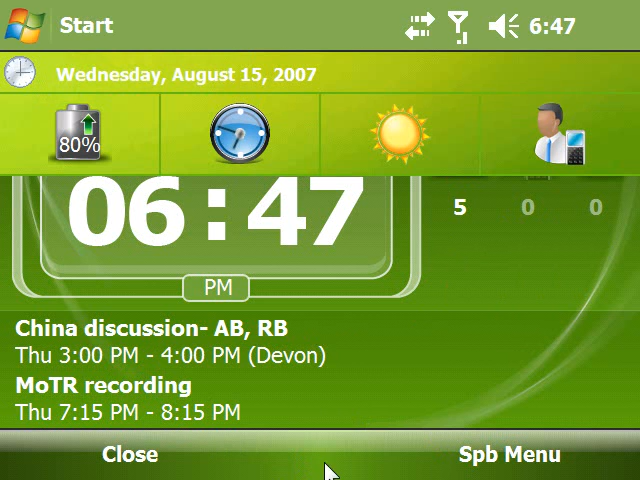 Start
6:47
Wednesday, August 15, 2007
80%
06:47
5 0 0
PM
China discussion- AB, RB
Thu 3:00 PM - 4:00 PM (Devon)
MoTR recording
Thu 7:15 PM - 8:15 PM
Close
Spb Menu